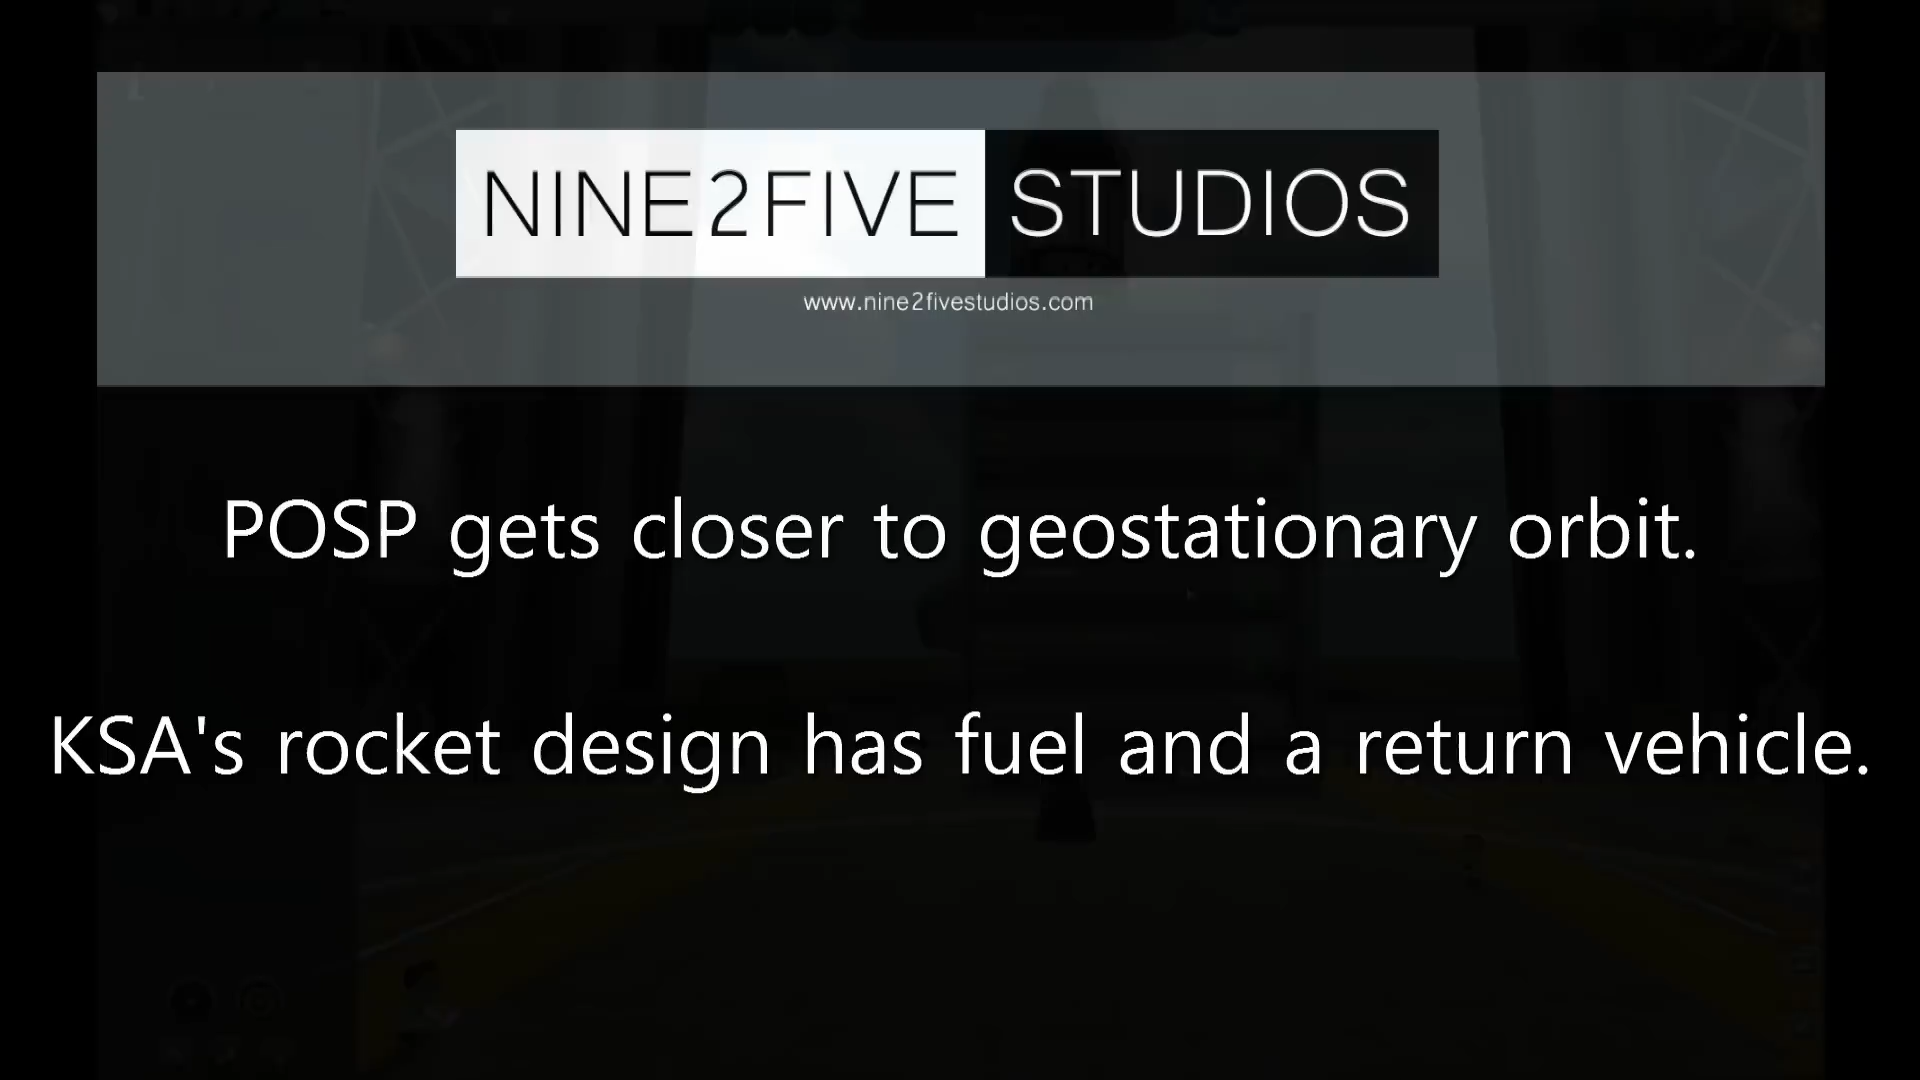 NINE2FIVE STUDIOS
www.nine2fivestudios.com
POSP gets closer to geostationary orbit.
KSA's rocket design has fuel and a return vehicle.